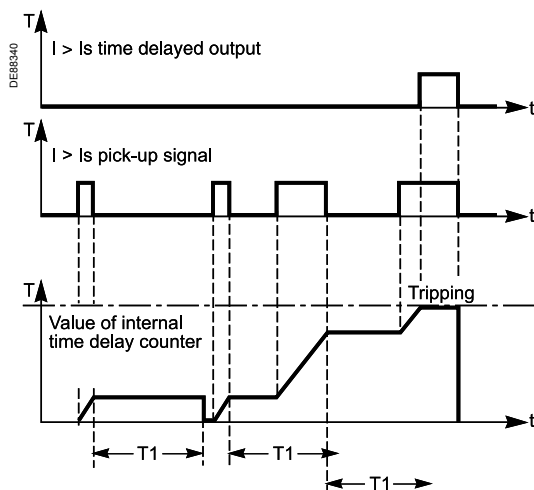 DE88340
T
I > Is time delayed output
t
T
I > Is pick-up signal
t
T
Tripping
Value of internal
time delay counter
t
T1
T1
T1